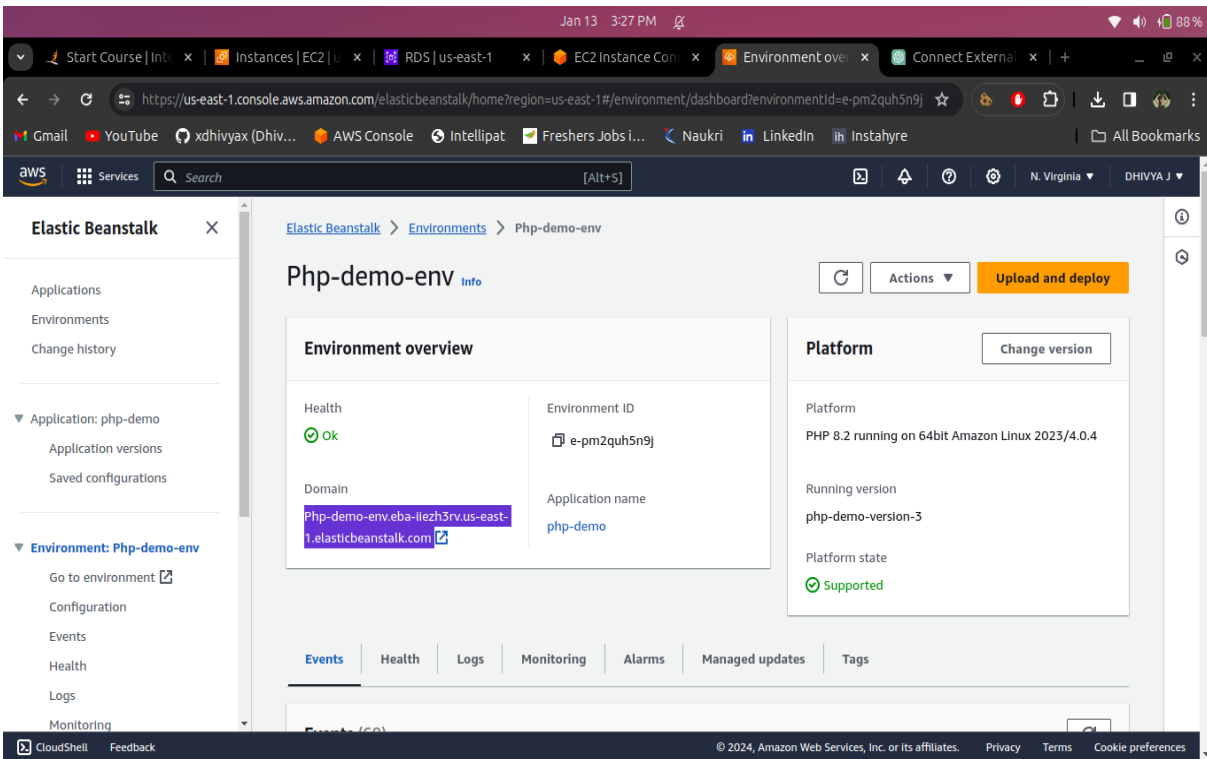 Jan 13 3:27 PM 88%
Start Course | Inte
Instances | EC2 | u
RDS | us-east-1
EC2 Instance Con
Environment over
Connect External
https://us-east-1.console.aws.amazon.com/elasticbeanstalk/home?region=us-east-1#/environment/dashboard?environmentId=e-pm2quh5n9j
Gmail YouTube xdhivyax (Dhiv... AWS Console Intellipat Freshers Jobs i... Naukri LinkedIn Instahyre All Bookmarks
aws Services Search [Alt+S] N. Virginia DHIVYA J
Elastic Beanstalk
Applications
Environments
Change history
Application: php-demo
Application versions
Saved configurations
Environment: Php-demo-env
Go to environment
Configuration
Events
Health
Logs
Monitoring
Elastic Beanstalk > Environments > Php-demo-env
Php-demo-env Info
Actions Upload and deploy
Environment overview
Health
Ok
Domain
Php-demo-env.eba-iiezh3rv.us-east-
1.elasticbeanstalk.com
Environment ID
e-pm2quh5n9j
Application name
php-demo
Platform Change version
Platform
PHP 8.2 running on 64bit Amazon Linux 2023/4.0.4
Running version
php-demo-version-3
Platform state
Supported
Events Health Logs Monitoring Alarms Managed updates Tags
CloudShell Feedback © 2024, Amazon Web Services, Inc. or its affiliates. Privacy Terms Cookie preferences